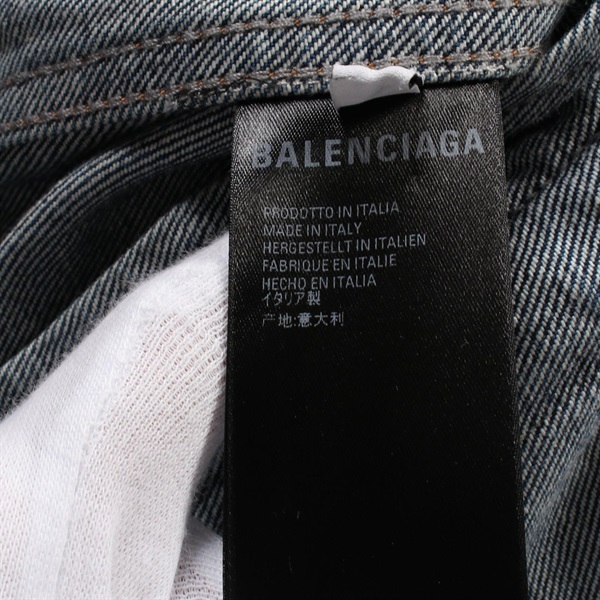 BALENCIAGA
PRODOTTO IN ITALIA
MADE IN ITALY
HERGESTELLT IN ITALIEN
FABRIQUE EN ITALIE
HECHO EN ITALIA
イタリア製
产地:意大利